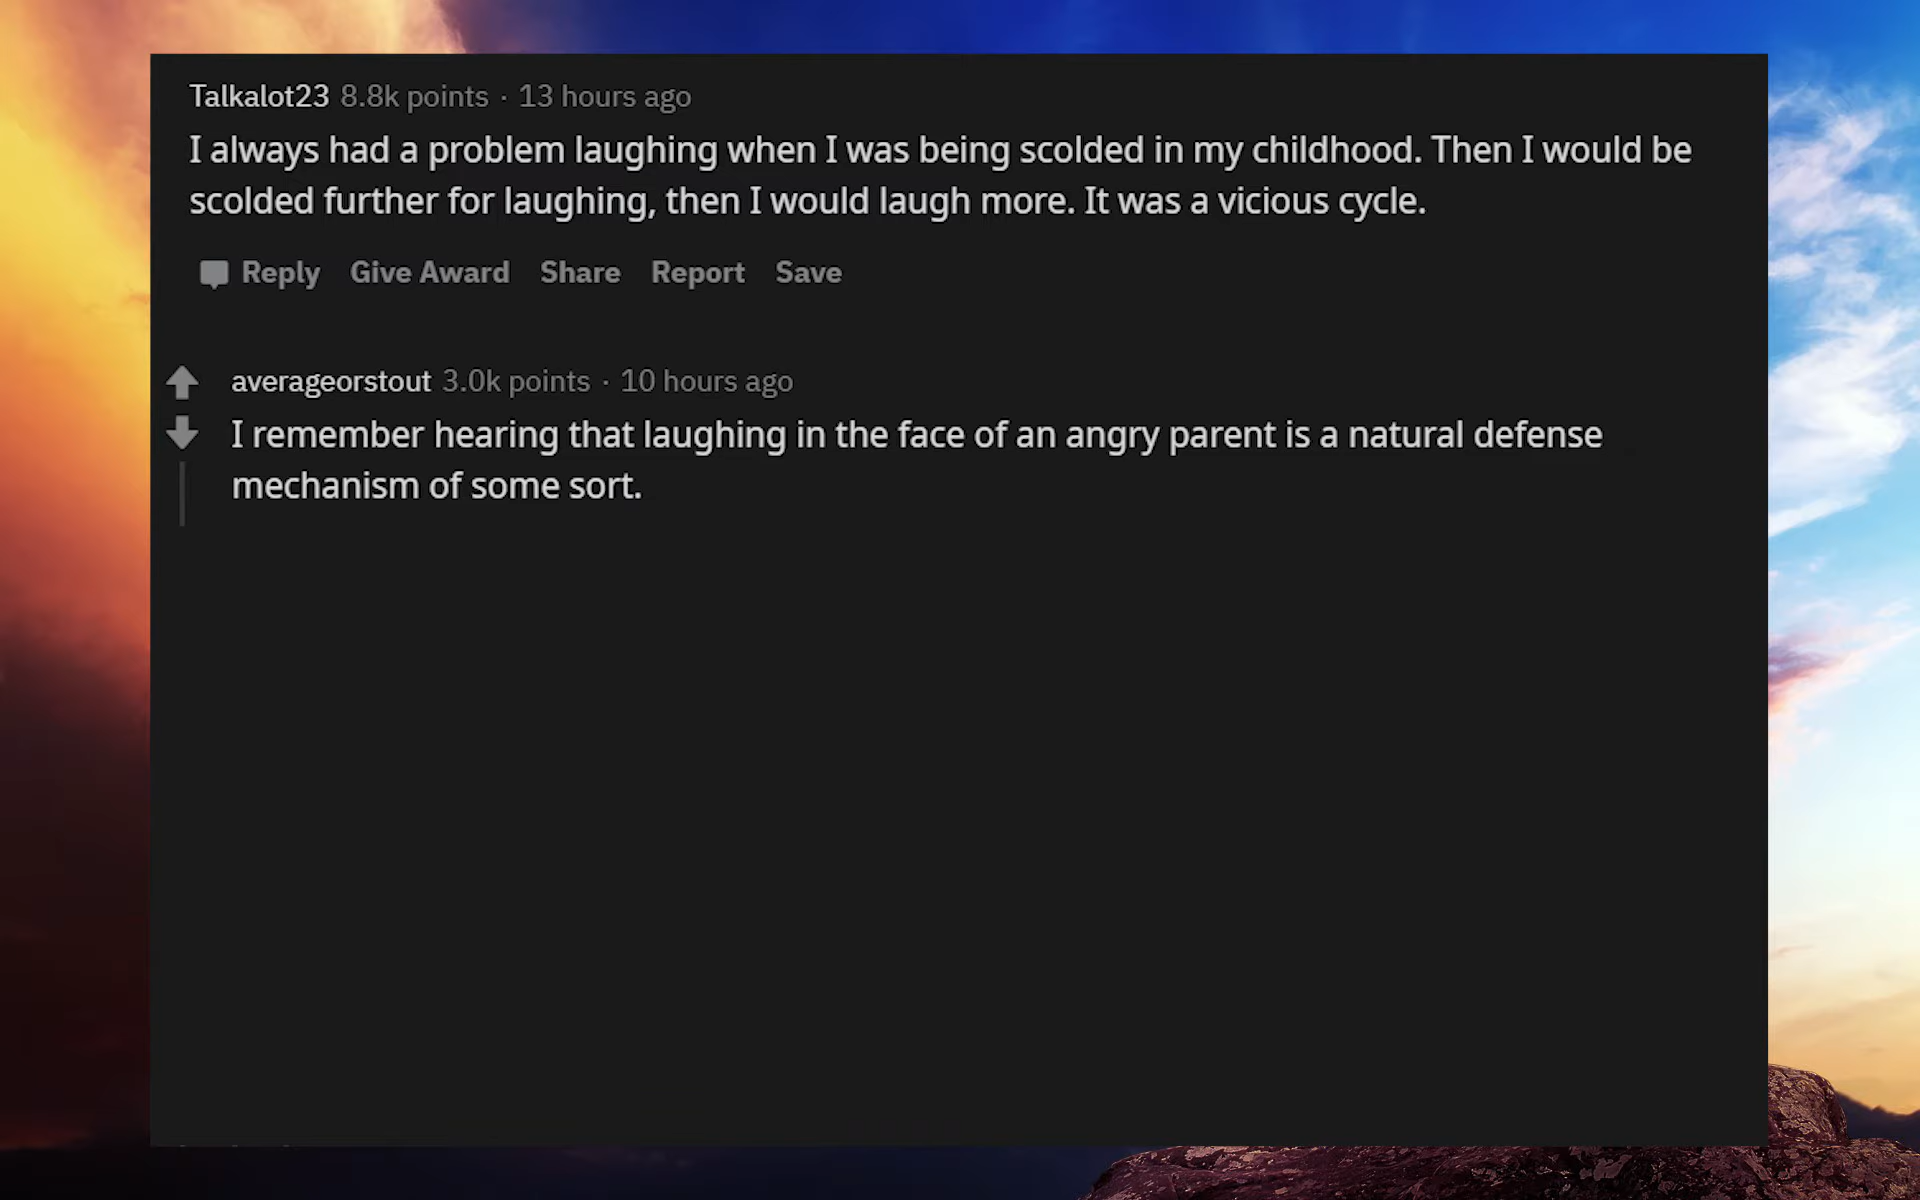 Talkalot23 8.8k points · 13 hours ago
I always had a problem laughing when I was being scolded in my childhood. Then I would be
scolded further for laughing, then I would laugh more. It was a vicious cycle.
Reply Give Award Share Report Save
averageorstout 3.0k points · 10 hours ago
I remember hearing that laughing in the face of an angry parent is a natural defense
mechanism of some sort.